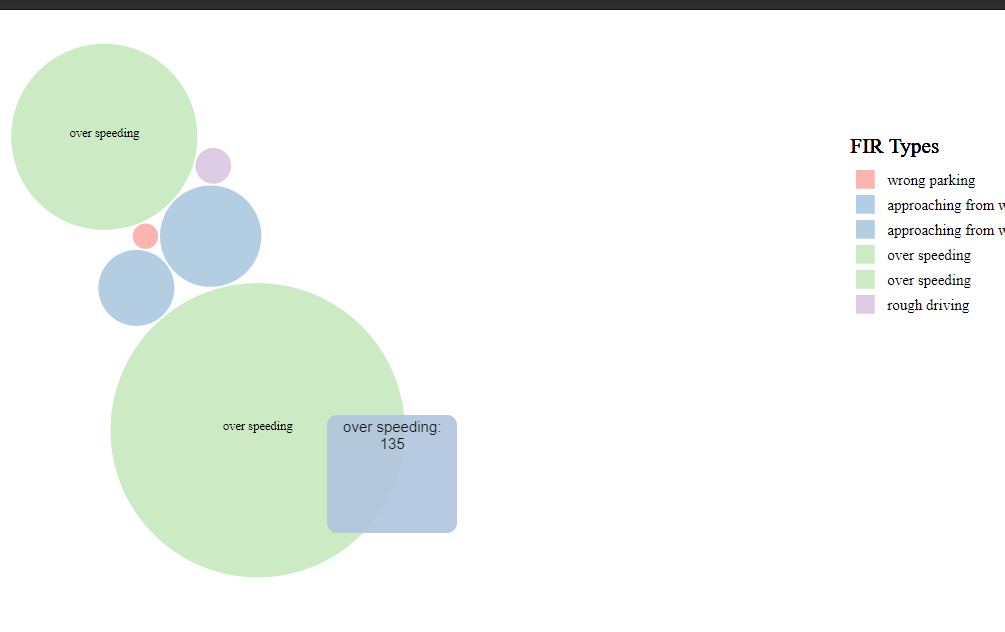 over speeding
over speeding
over speeding:
135
FIR Types
wrong parking
approaching from w
approaching from w
over speeding
over speeding
rough driving